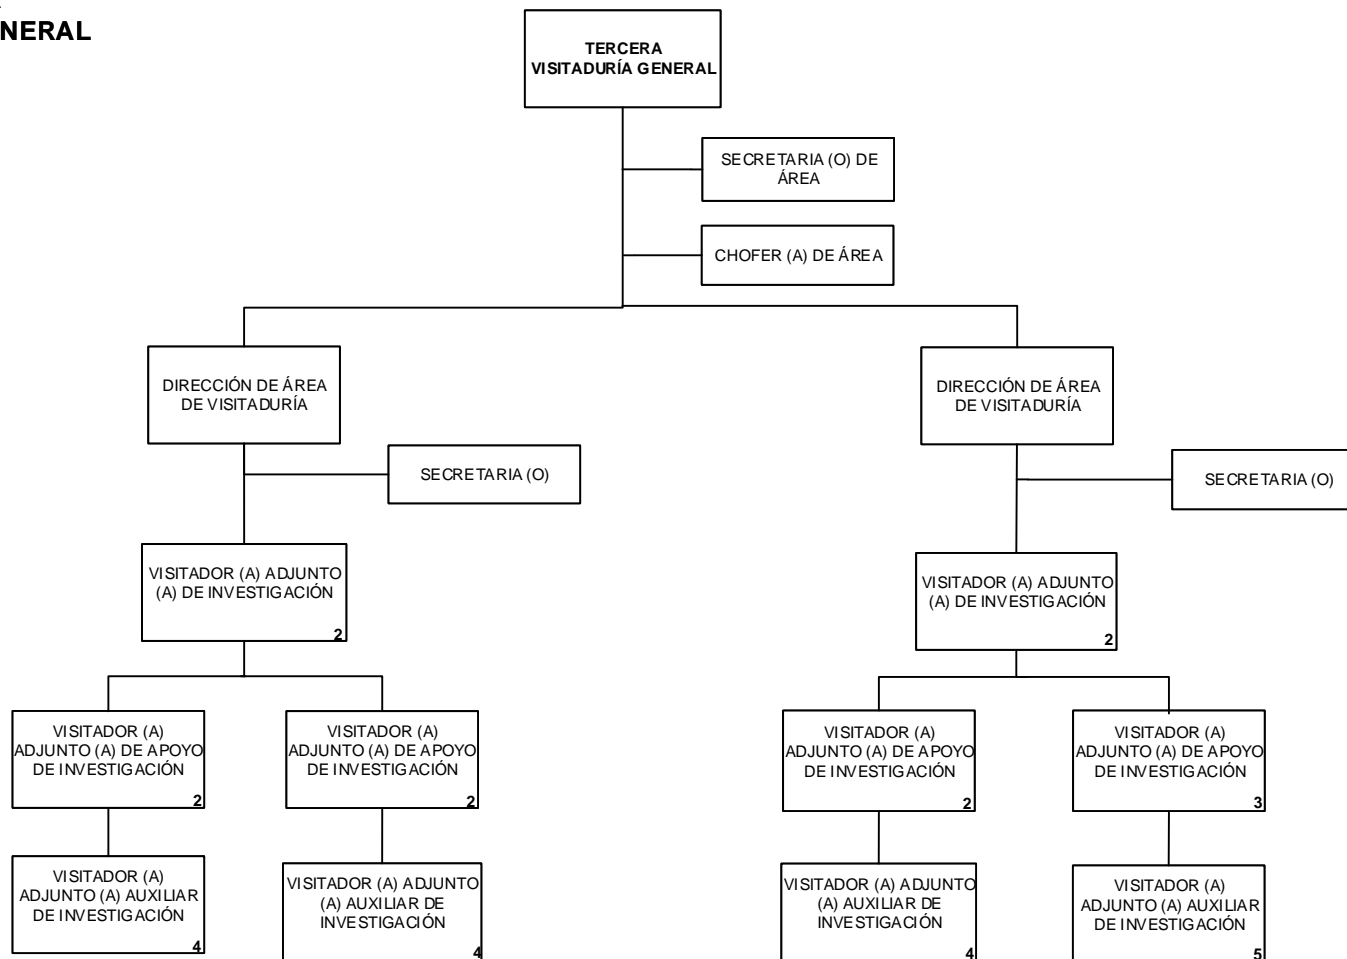 NERAL
TERCERA
VISITADURÍA GENERAL
SECRETARIA (O) DE
ÁREA
CHOFER (A) DE ÁREA
DIRECCIÓN DE ÁREA
DE VISITADURÍA
DIRECCIÓN DE ÁREA
DE VISITADURÍA
SECRETARIA (O)
SECRETARIA (O)
VISITADOR (A) ADJUNTO
(A) DE INVESTIGACIÓN
2
VISITADOR (A) ADJUNTO
(A) DE INVESTIGACIÓN
2
VISITADOR (A)
ADJUNTO (A) DE APOYO
DE INVESTIGACIÓN
2
VISITADOR (A)
ADJUNTO (A) DE APOYO
DE INVESTIGACIÓN
2
VISITADOR (A)
ADJUNTO (A) DE APOYO
DE INVESTIGACIÓN
2
VISITADOR (A)
ADJUNTO (A) DE APOYO
DE INVESTIGACIÓN
3
VISITADOR (A)
ADJUNTO (A) AUXILIAR
DE INVESTIGACIÓN
4
VISITADOR (A) ADJUNTO
(A) AUXILIAR DE
INVESTIGACIÓN
4
VISITADOR (A) ADJUNTO
(A) AUXILIAR DE
INVESTIGACIÓN
4
VISITADOR (A)
ADJUNTO (A) AUXILIAR
DE INVESTIGACIÓN
5